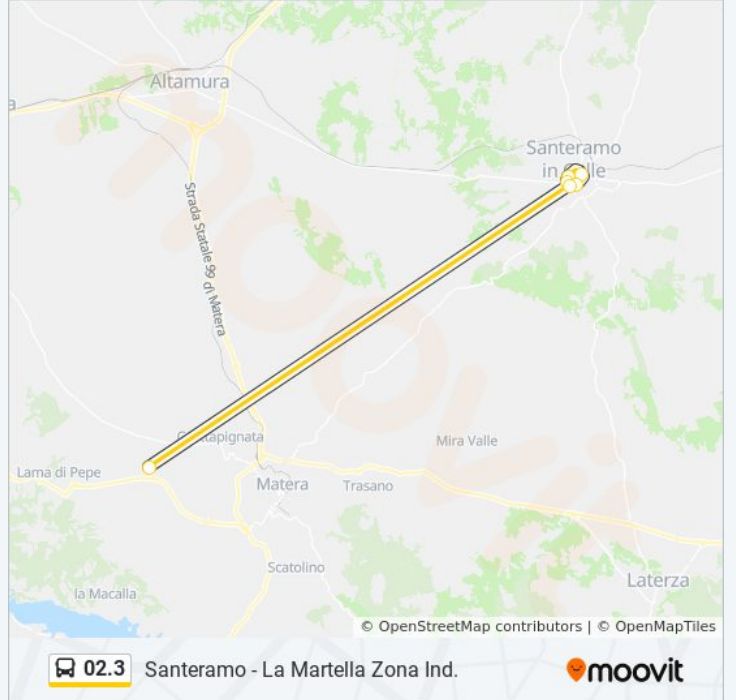 Altamura
a
Santeramo
in Colle
Strada Statale 99 di Matera
Contapignata
Mira Valle
Lama di Pepe
Matera
Trasano
Scatolino
Laterza
la Macalla
© OpenStreetMap contributors | © OpenMapTiles
02.3 Santeramo - La Martella Zona Ind.
moovit